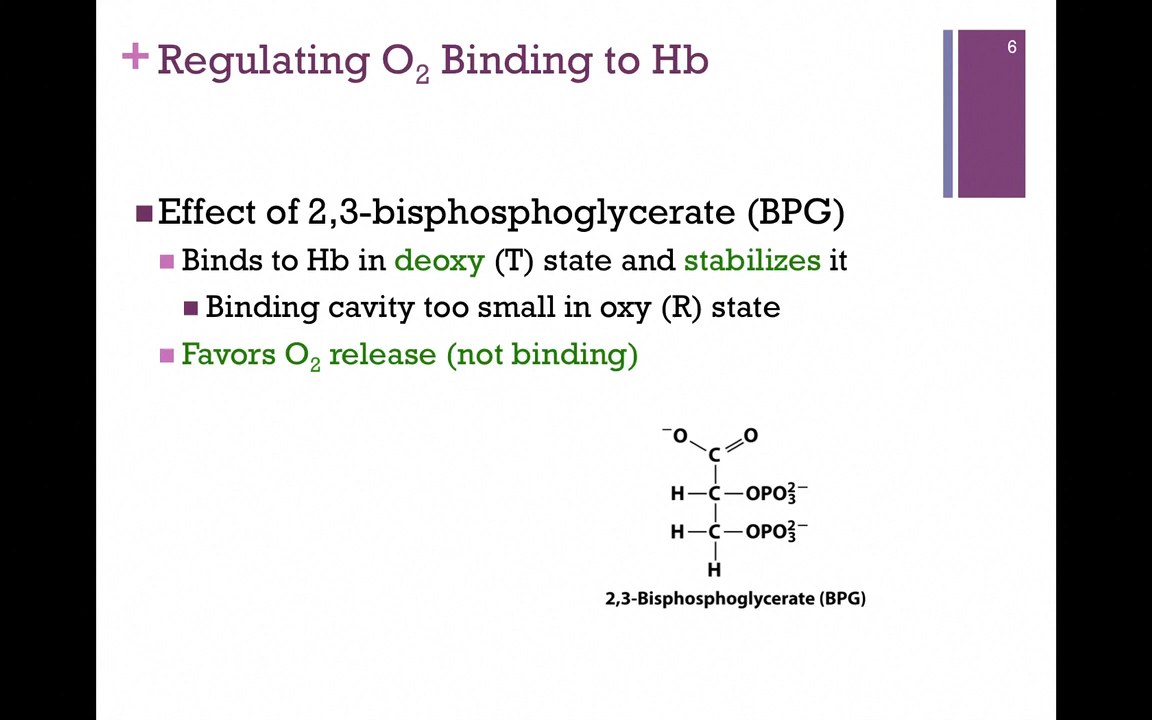 + Regulating O₂ Binding to Hb
6
■ Effect of 2,3-bisphosphoglycerate (BPG)
■ Binds to Hb in deoxy (T) state and stabilizes it
■ Binding cavity too small in oxy (R) state
■ Favors O₂ release (not binding)
⁻O O
C
H—C—OPO₃²⁻
H—C—OPO₃²⁻
H
2,3-Bisphosphoglycerate (BPG)